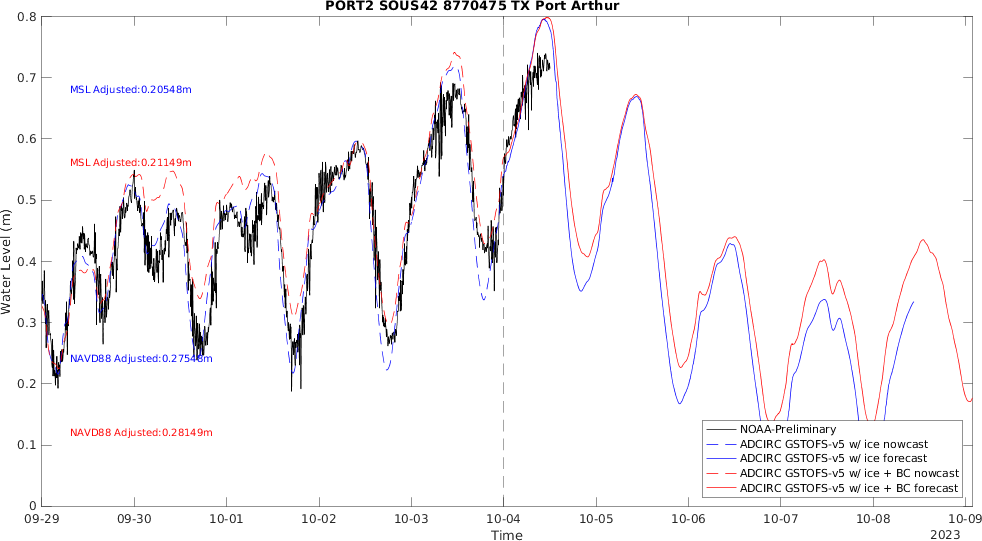 PORT2 SOUS42 8770475 TX Port Arthur
Water Level (m)
0.8
0.7
0.6
0.5
0.4
0.3
0.2
0.1
0
MSL Adjusted:0.20548m
MSL Adjusted:0.21149m
NAVD88 Adjusted:0.27548m
NAVD88 Adjusted:0.28149m
NOAA-Preliminary
ADCIRC GSTOFS-v5 w/ ice nowcast
ADCIRC GSTOFS-v5 w/ ice forecast
ADCIRC GSTOFS-v5 w/ ice + BC nowcast
ADCIRC GSTOFS-v5 w/ ice + BC forecast
09-29 09-30 10-01 10-02 10-03 10-04 10-05 10-06 10-07 10-08 10-09
Time
2023